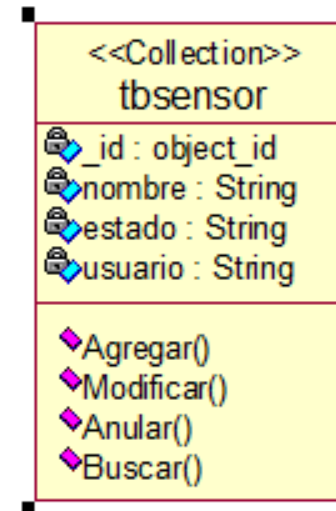 <<Collection>>
tbsensor
_id : object_id
nombre : String
estado : String
usuario : String
Agregar()
Modificar()
Anular()
Buscar()